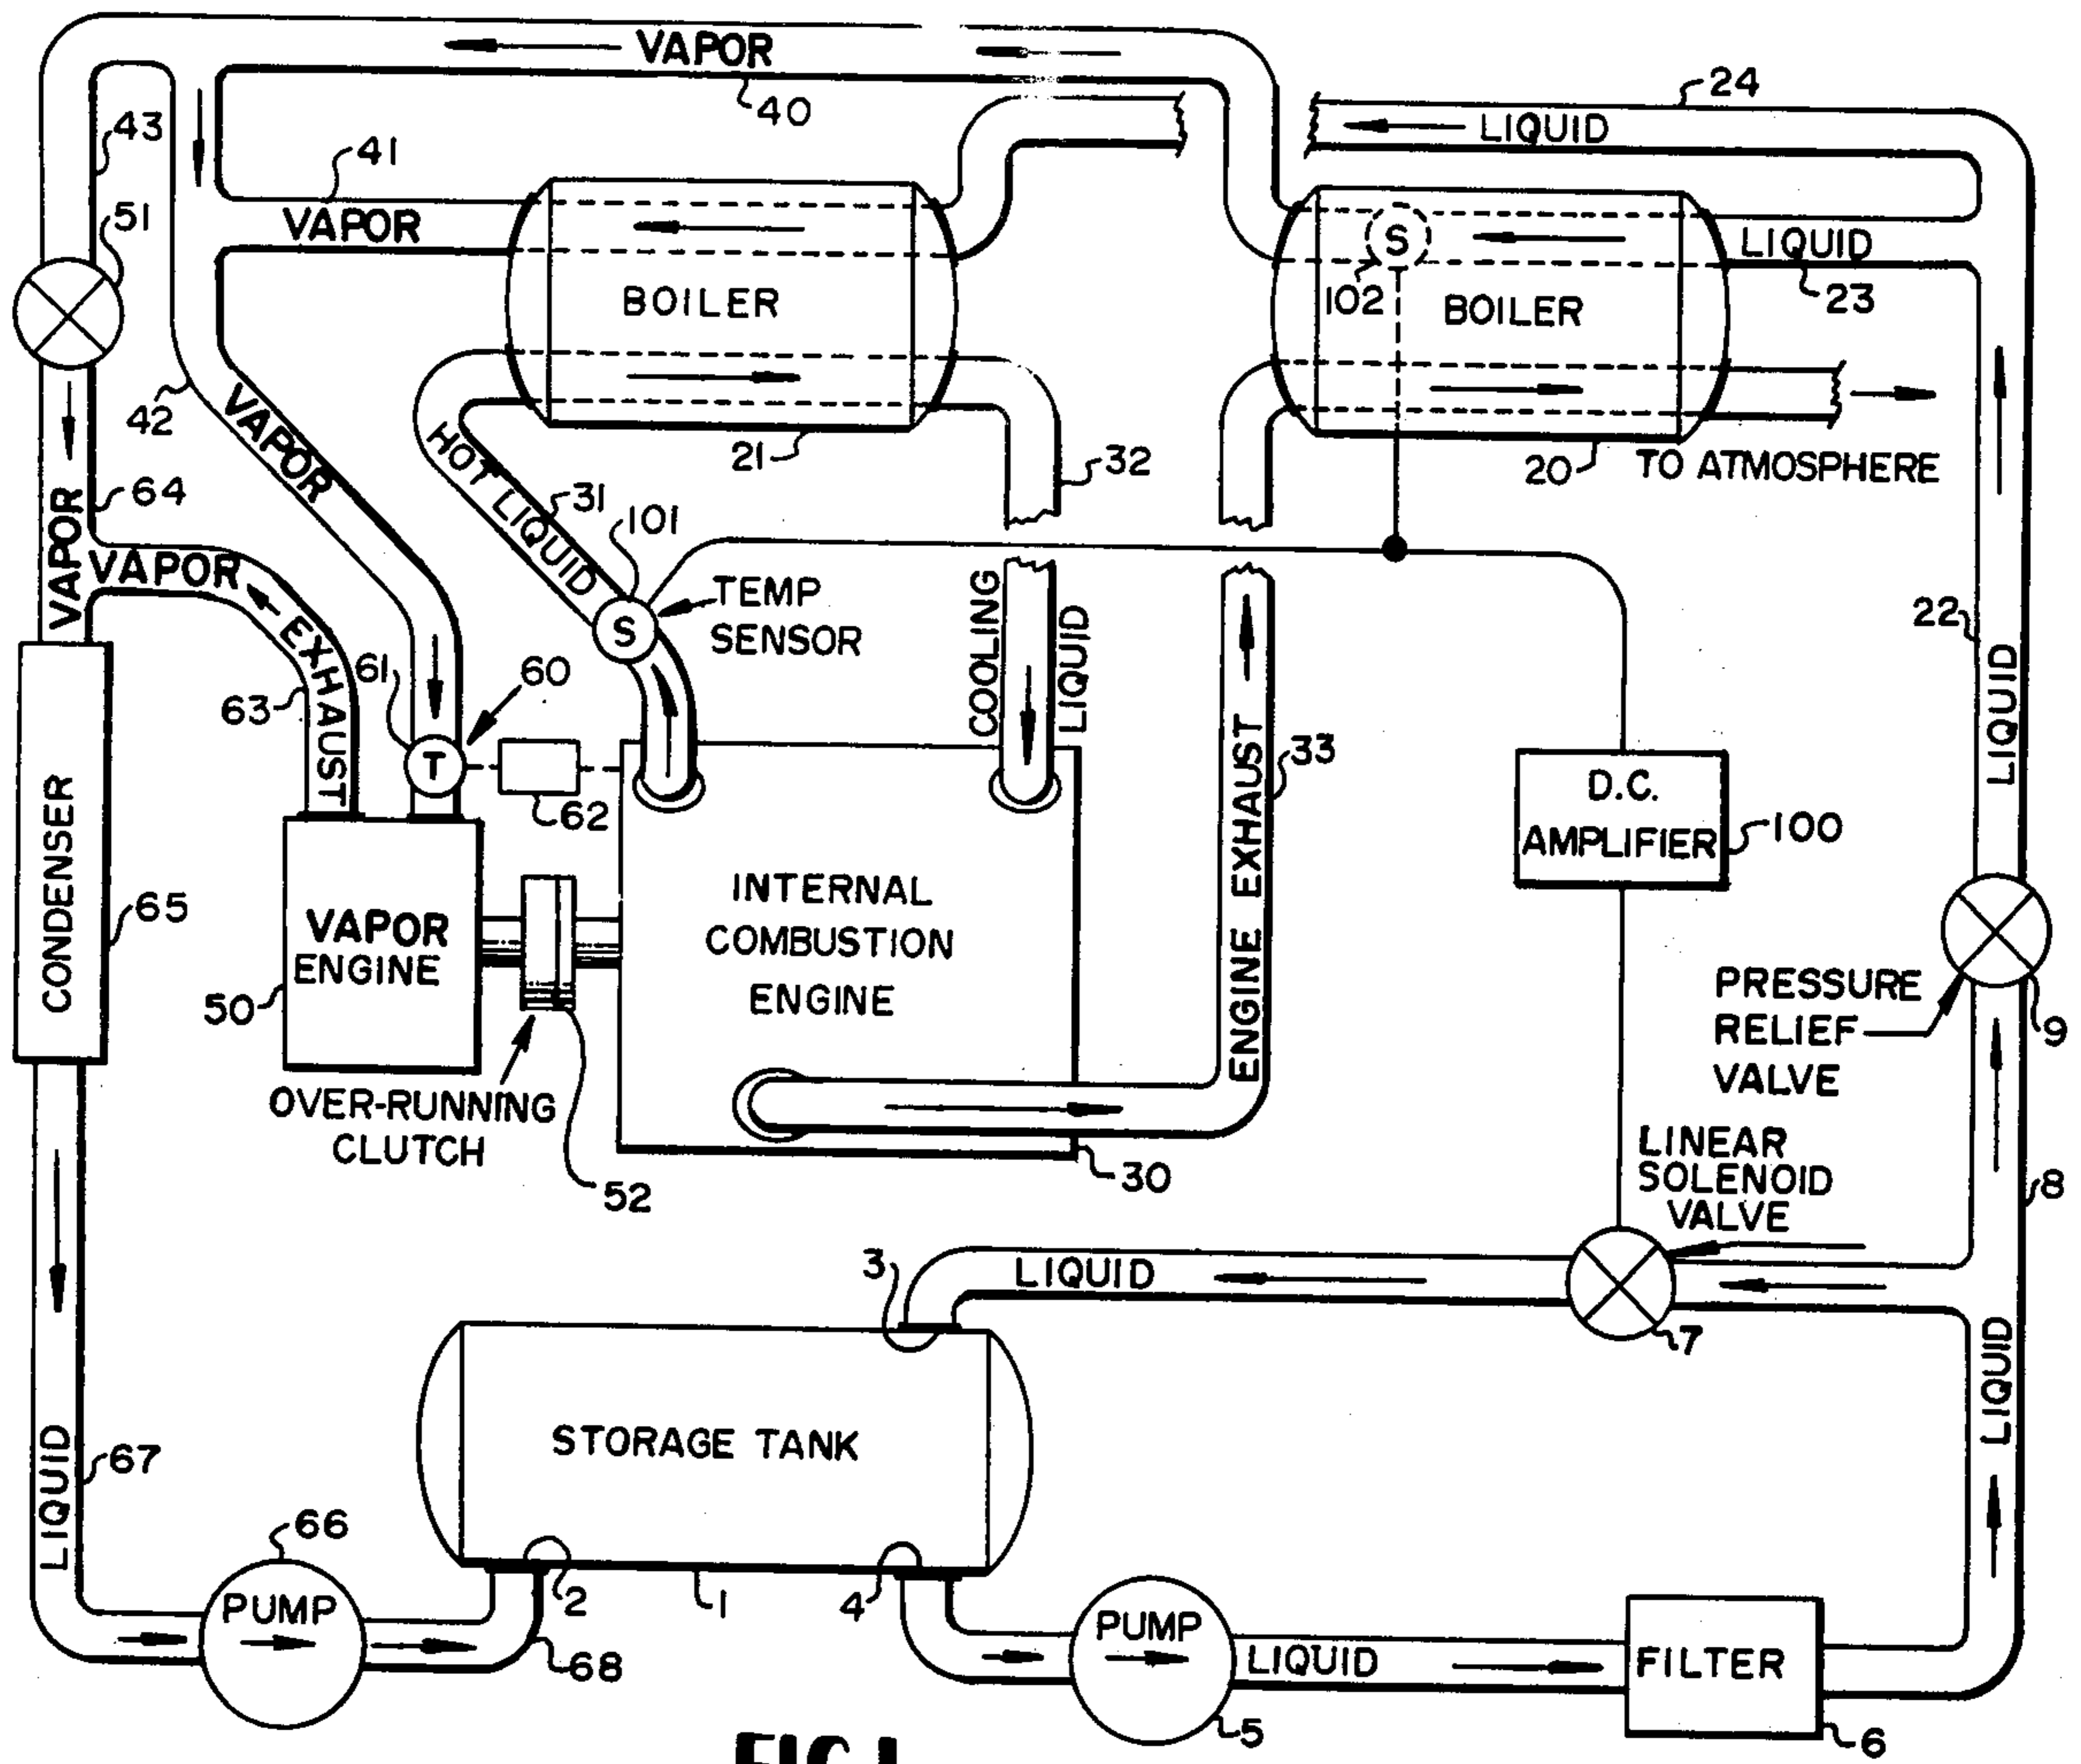 VAPOR
40
24
LIQUID
43
41
VAPOR
51
BOILER
S
102
BOILER
LIQUID
23
42
VAPOR
HOT LIQUID
31
101
21
32
20
TO ATMOSPHERE
64
VAPOR
VAPOR
EXHAUST
63
61
T
60
62
S
TEMP
SENSOR
COOLING
LIQUID
ENGINE EXHAUST
33
22
LIQUID
D.C.
AMPLIFIER
100
CONDENSER
65
VAPOR
ENGINE
50
INTERNAL
COMBUSTION
ENGINE
OVER-RUNNING
CLUTCH
52
30
PRESSURE
RELIEF
VALVE
9
LINEAR
SOLENOID
VALVE
8
7
3
LIQUID
LIQUID
STORAGE TANK
LIQUID
67
66
PUMP
68
2
1
4
PUMP
5
LIQUID
FILTER
6
FIG.1